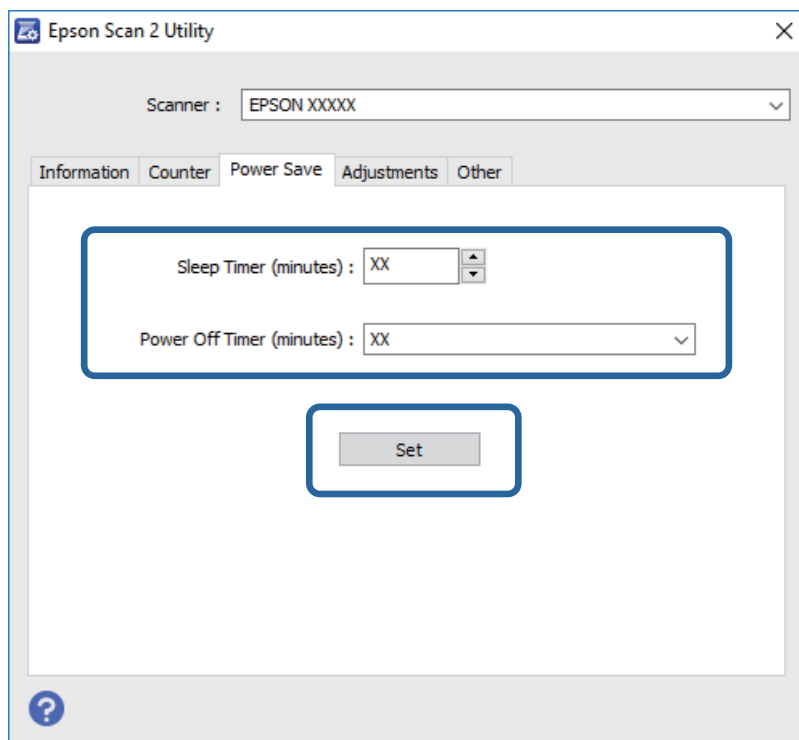 Epson Scan 2 Utility
Scanner : EPSON XXXXX
Information Counter Power Save Adjustments Other
Sleep Timer (minutes) : XX
Power Off Timer (minutes) : XX
Set
?